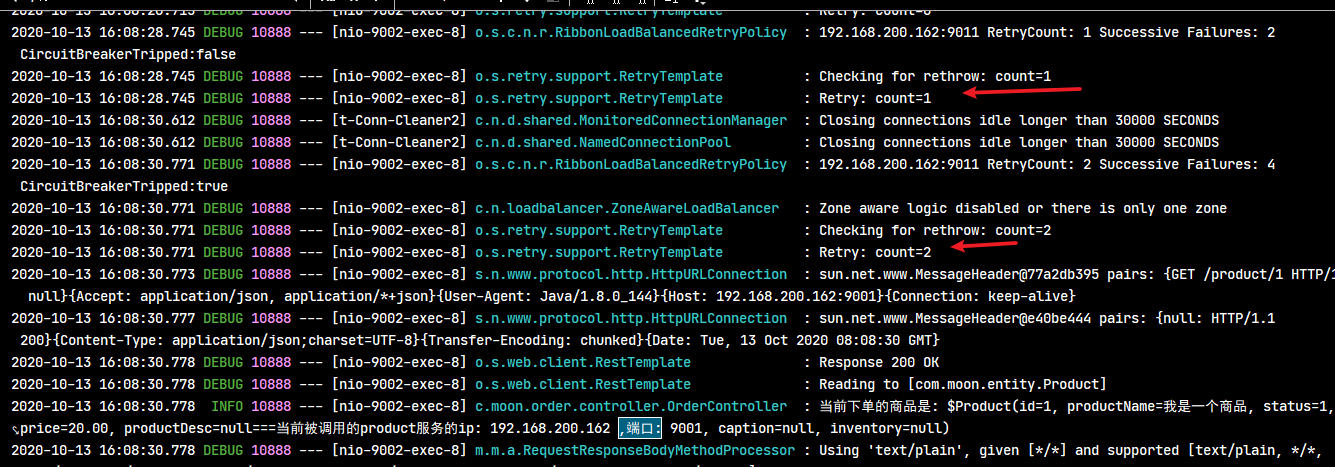 2020-10-13 16:08:28.745 DEBUG 10888 --- [nio-9002-exec-8] o.s.c.n.r.RibbonLoadBalancedRetryPolicy  : 192.168.200.162:9011 RetryCount: 1 Successive Failures: 2
CircuitBreakerTripped:false
2020-10-13 16:08:28.745 DEBUG 10888 --- [nio-9002-exec-8] o.s.retry.support.RetryTemplate          : Checking for rethrow: count=1
2020-10-13 16:08:28.745 DEBUG 10888 --- [nio-9002-exec-8] o.s.retry.support.RetryTemplate          : Retry: count=1
2020-10-13 16:08:30.612 DEBUG 10888 --- [t-Conn-Cleaner2] c.n.d.shared.MonitoredConnectionManager  : Closing connections idle longer than 30000 SECONDS
2020-10-13 16:08:30.612 DEBUG 10888 --- [t-Conn-Cleaner2] c.n.d.shared.NamedConnectionPool         : Closing connections idle longer than 30000 SECONDS
2020-10-13 16:08:30.771 DEBUG 10888 --- [nio-9002-exec-8] o.s.c.n.r.RibbonLoadBalancedRetryPolicy  : 192.168.200.162:9011 RetryCount: 2 Successive Failures: 4
CircuitBreakerTripped:true
2020-10-13 16:08:30.771 DEBUG 10888 --- [nio-9002-exec-8] c.n.loadbalancer.ZoneAwareLoadBalancer   : Zone aware logic disabled or there is only one zone
2020-10-13 16:08:30.771 DEBUG 10888 --- [nio-9002-exec-8] o.s.retry.support.RetryTemplate          : Checking for rethrow: count=2
2020-10-13 16:08:30.771 DEBUG 10888 --- [nio-9002-exec-8] o.s.retry.support.RetryTemplate          : Retry: count=2
2020-10-13 16:08:30.773 DEBUG 10888 --- [nio-9002-exec-8] s.n.www.protocol.http.HttpURLConnection  : sun.net.www.MessageHeader@77a2db395 pairs: {GET /product/1 HTTP/1
null}{Accept: application/json, application/*+json}{User-Agent: Java/1.8.0_144}{Host: 192.168.200.162:9001}{Connection: keep-alive}
2020-10-13 16:08:30.777 DEBUG 10888 --- [nio-9002-exec-8] s.n.www.protocol.http.HttpURLConnection  : sun.net.www.MessageHeader@e40be444 pairs: {null: HTTP/1.1
200}{Content-Type: application/json;charset=UTF-8}{Transfer-Encoding: chunked}{Date: Tue, 13 Oct 2020 08:08:30 GMT}
2020-10-13 16:08:30.778 DEBUG 10888 --- [nio-9002-exec-8] o.s.web.client.RestTemplate              : Response 200 OK
2020-10-13 16:08:30.778 DEBUG 10888 --- [nio-9002-exec-8] o.s.web.client.RestTemplate              : Reading to [com.moon.entity.Product]
2020-10-13 16:08:30.778  INFO 10888 --- [nio-9002-exec-8] c.moon.order.controller.OrderController  : 当前下单的商品是: $Product(id=1, productName=我是一个商品, status=1,
price=20.00, productDesc=null===当前被调用的product服务的ip: 192.168.200.162 ,端口: 9001, caption=null, inventory=null)
2020-10-13 16:08:30.778 DEBUG 10888 --- [nio-9002-exec-8] m.m.a.RequestResponseBodyMethodProcessor : Using 'text/plain', given [*/*] and supported [text/plain, */*,